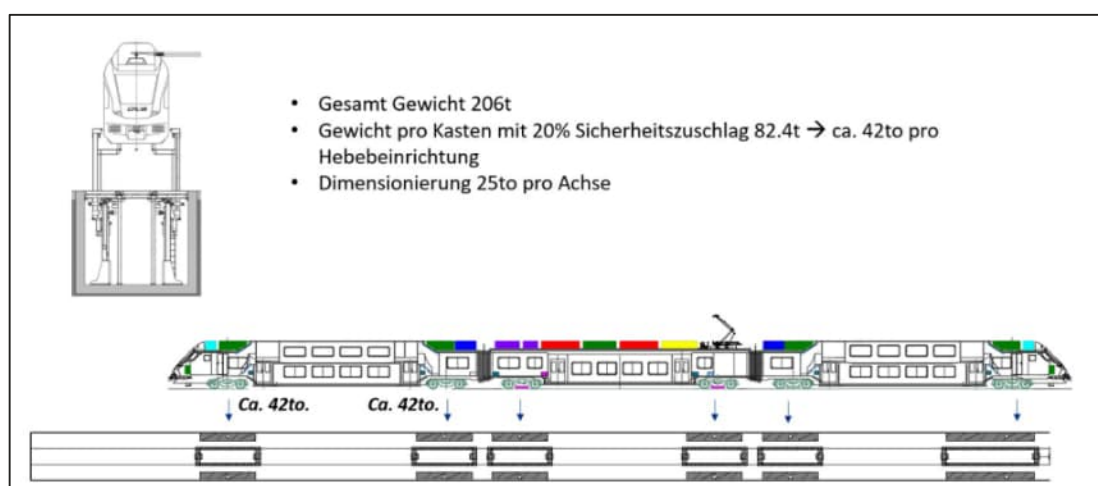 • Gesamt Gewicht 206t
• Gewicht pro Kasten mit 20% Sicherheitszuschlag 82.4t → ca. 42to pro
Hebebeinrichtung
• Dimensionierung 25to pro Achse
Ca. 42to.
Ca. 42to.